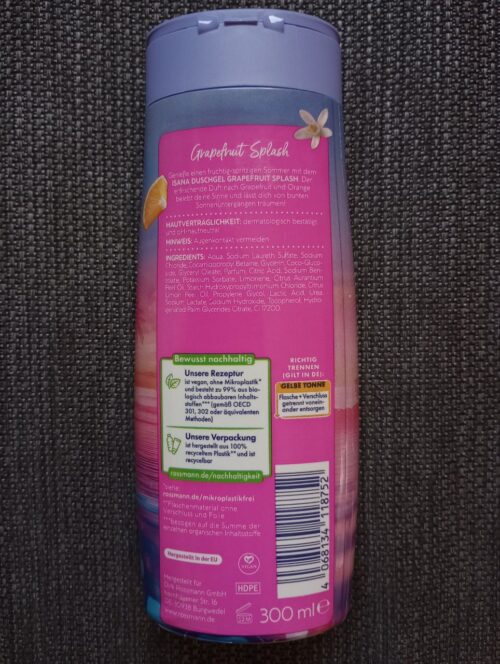 Grapefruit Splash
Genieße einen fruchtig-spritzigen Sommer mit dem
ISANA DUSCHGEL GRAPEFRUIT SPLASH. Der
erfrischende Duft nach Grapefruit und Orange
belebt deine Sinne und lässt dich von bunten
Sonnenuntergängen träumen!
HAUTVERTRÄGLICHKEIT: dermatologisch bestätigt
und pH-hautneutral
HINWEIS: Augenkontakt vermeiden
INGREDIENTS: Aqua, Sodium Laureth Sulfate, Sodium
Chloride, Cocamidopropyl Betaine, Glycerin, Coco-Gluco-
side, Glyceryl Oleate, Parfum, Citric Acid, Sodium Ben-
zoate, Potassium Sorbate, Limonene, Citrus Aurantium
Peel Oil, Starch Hydroxypropyltrimonium Chloride, Citrus
Limon Peel Oil, Propylene Glycol, Lactic Acid, Urea,
Sodium Lactate, Sodium Hydroxide, Tocopherol, Hydro-
genated Palm Glycerides Citrate, CI 17200.
Bewusst nachhaltig
Unsere Rezeptur
ist vegan, ohne Mikroplastik*
und besteht zu 99% aus bio-
logisch abbaubaren Inhalts-
stoffen.*** (gemäß OECD
301, 302 oder äquivalenten
Methoden)
Unsere Verpackung
ist hergestellt aus 100%
recyceltem Plastik** und ist
recycelbar
rossmann.de/nachhaltigkeit
RICHTIG
TRENNEN
(GILT IN DE):
GELBE TONNE
Flasche + Verschluss
getrennt vonein-
ander entsorgen
*siehe:
rossmann.de/mikroplastikfrei
**Flaschenmaterial ohne
Verschluss und Folie
***bezogen auf die Summe der
einzelnen organischen Inhaltsstoffe.
Hergestellt in der EU
VEGAN
HDPE
12M
Hergestellt für
Dirk Rossmann GmbH
Isernhägener Str. 16
DE-30938 Burgwedel
www.rossmann.de
300 ml e
4 068134 118752